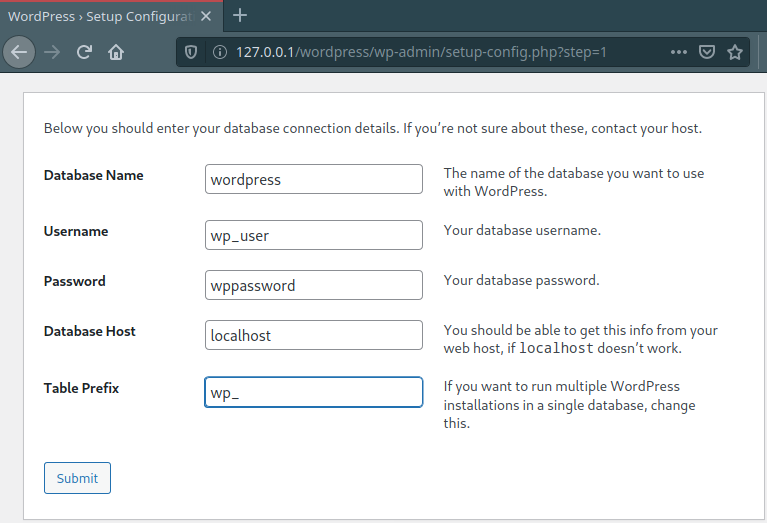 WordPress › Setup Configurat
127.0.0.1/wordpress/wp-admin/setup-config.php?step=1
Below you should enter your database connection details. If you’re not sure about these, contact your host.
Database Name
wordpress
The name of the database you want to use
with WordPress.
Username
wp_user
Your database username.
Password
wppassword
Your database password.
Database Host
localhost
You should be able to get this info from your
web host, if localhost doesn’t work.
Table Prefix
wp_
If you want to run multiple WordPress
installations in a single database, change
this.
Submit